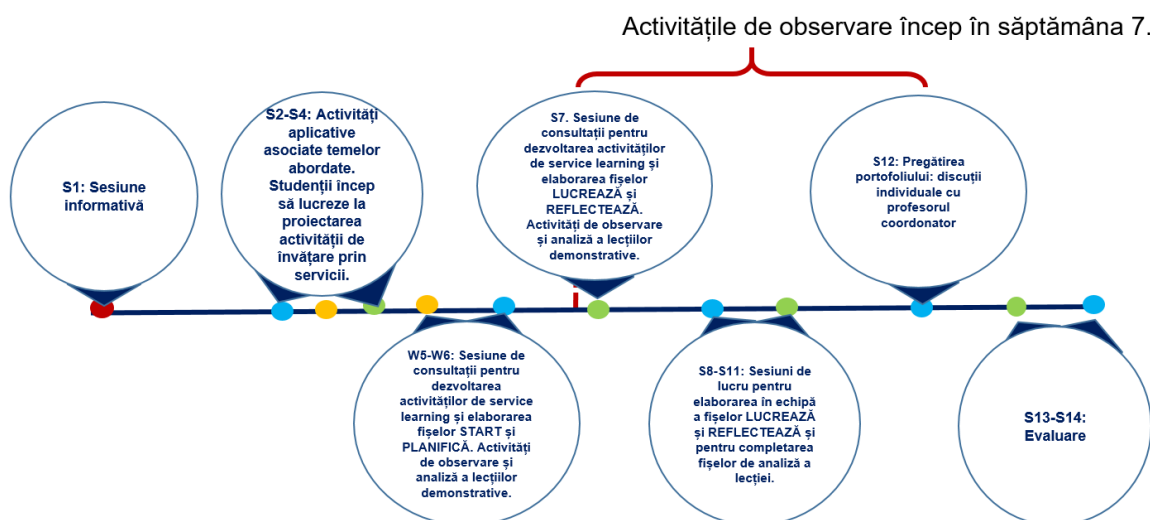 Activitățile de observare încep în săptămâna 7.
S1: Sesiune
informativă
S2-S4: Activități
aplicative
asociate temelor
abordate.
Studenții încep
să lucreze la
proiectarea
activității de
învățare prin
servicii.
W5-W6: Sesiune de
consultații pentru
dezvoltarea
activităților de service
learning și elaborarea
fișelor START și
PLANIFICĂ. Activități
de observare și
analiză a lecțiilor
demonstrative.
S7. Sesiune de
consultații pentru
dezvoltarea activităților
de service learning și
elaborarea fișelor
LUCREAZĂ și
REFLECTEAZĂ.
Activități de observare
și analiză a lecțiilor
demonstrative.
S8-S11: Sesiuni de
lucru pentru
elaborarea în echipă
a fișelor LUCREAZĂ
și REFLECTEAZĂ și
pentru completarea
fișelor de analiză a
lecției.
S12: Pregătirea
portofoliului: discuții
individuale cu
profesorul
coordonator
S13-S14:
Evaluare